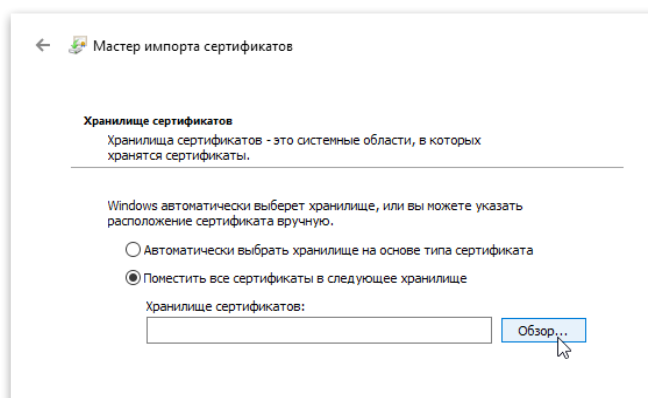 Мастер импорта сертификатов
Хранилище сертификатов
Хранилища сертификатов - это системные области, в которых
хранятся сертификаты.
Windows автоматически выберет хранилище, или вы можете указать
расположение сертификата вручную.
Автоматически выбрать хранилище на основе типа сертификата
Поместить все сертификаты в следующее хранилище
Хранилище сертификатов:
Обзор...